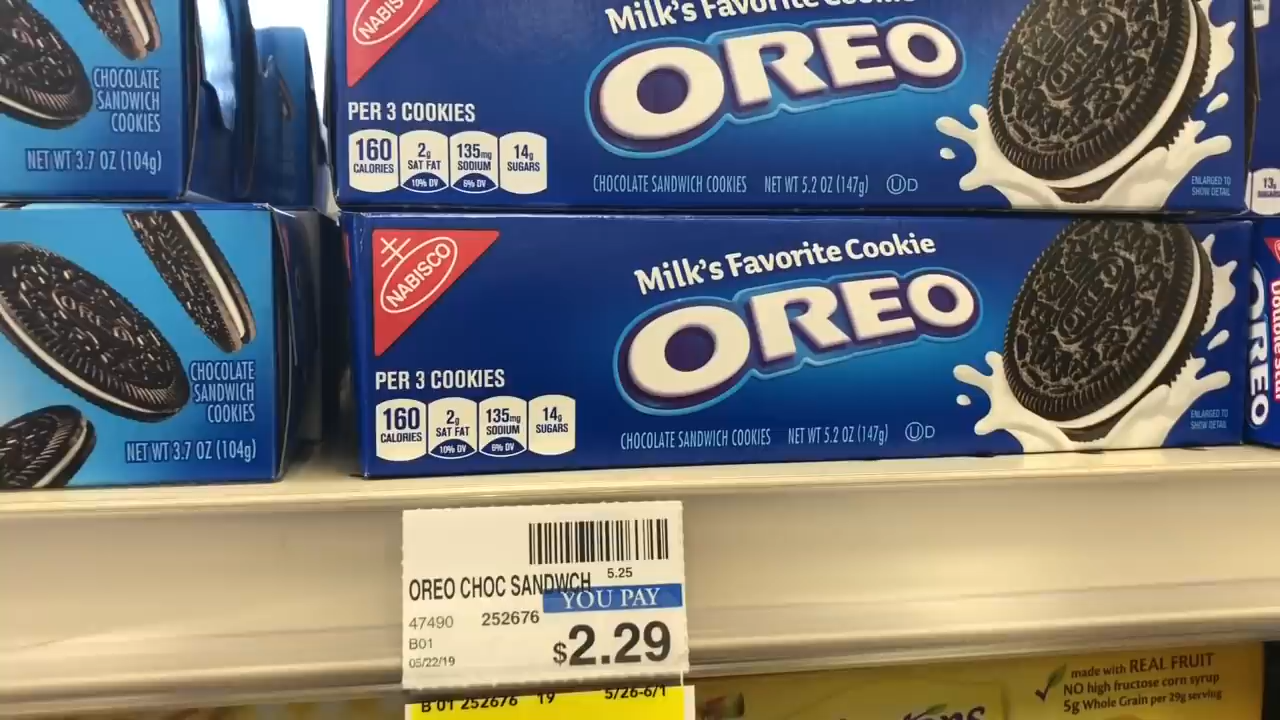 CHOCOLATE
SANDWICH
COOKIES
NET WT 3.7 OZ (104g)
NABISCO
Milk's Favorite Cookie
OREO
PER 3 COOKIES
160
CALORIES
2g
SAT FAT
10% DV
135mg
SODIUM
6% DV
14g
SUGARS
CHOCOLATE SANDWICH COOKIES NET WT 5.2 OZ (147g) UD
ENLARGED TO
SHOW DETAIL
CHOCOLATE
SANDWICH
COOKIES
NET WT 3.7 OZ (104g)
NABISCO
Milk's Favorite Cookie
OREO
PER 3 COOKIES
160
CALORIES
2g
SAT FAT
10% DV
135mg
SODIUM
6% DV
14g
SUGARS
CHOCOLATE SANDWICH COOKIES NET WT 5.2 OZ (147g) UD
ENLARGED TO
SHOW DETAIL
OREO
5.25
OREO CHOC SANDWCH
YOU PAY
47490 252676
B01
05/22/19
$2.29
B 01 252676 19 5/26-6/1
made with REAL FRUIT
NO high fructose corn syrup
5g Whole Grain per 29g serving